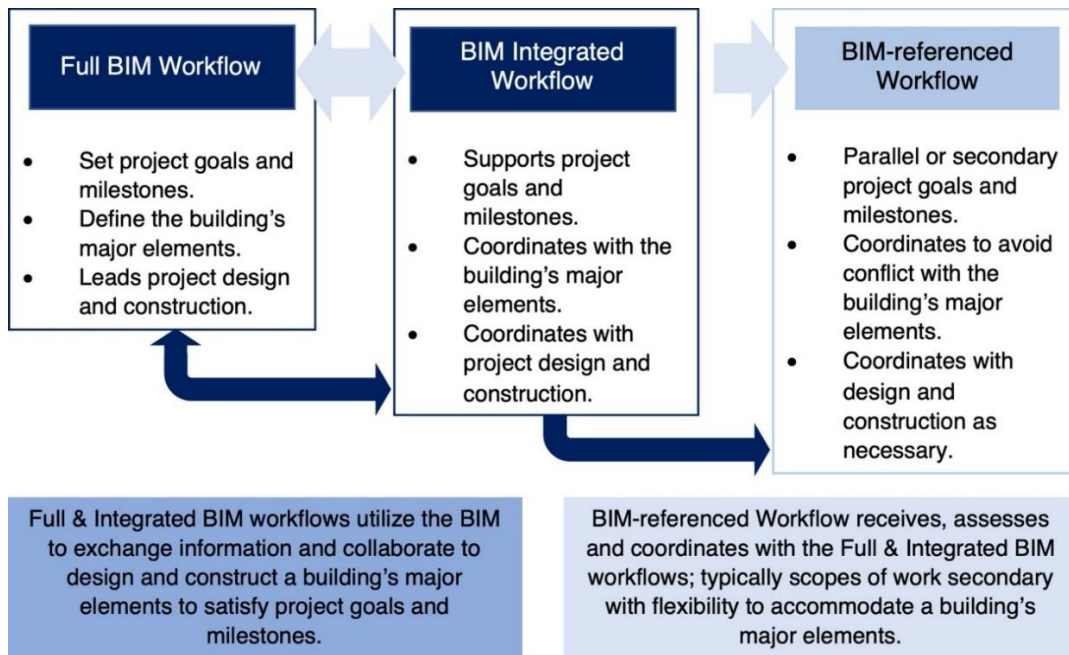 Full BIM Workflow
• Set project goals and
milestones.
• Define the building’s
major elements.
• Leads project design
and construction.
BIM Integrated
Workflow
• Supports project
goals and
milestones.
• Coordinates with the
building’s major
elements.
• Coordinates with
project design and
construction.
BIM-referenced
Workflow
• Parallel or secondary
project goals and
milestones.
• Coordinates to avoid
conflict with the
building’s major
elements.
• Coordinates with
design and
construction as
necessary.
Full & Integrated BIM workflows utilize the BIM
to exchange information and collaborate to
design and construct a building’s major
elements to satisfy project goals and
milestones.
BIM-referenced Workflow receives, assesses
and coordinates with the Full & Integrated BIM
workflows; typically scopes of work secondary
with flexibility to accommodate a building’s
major elements.